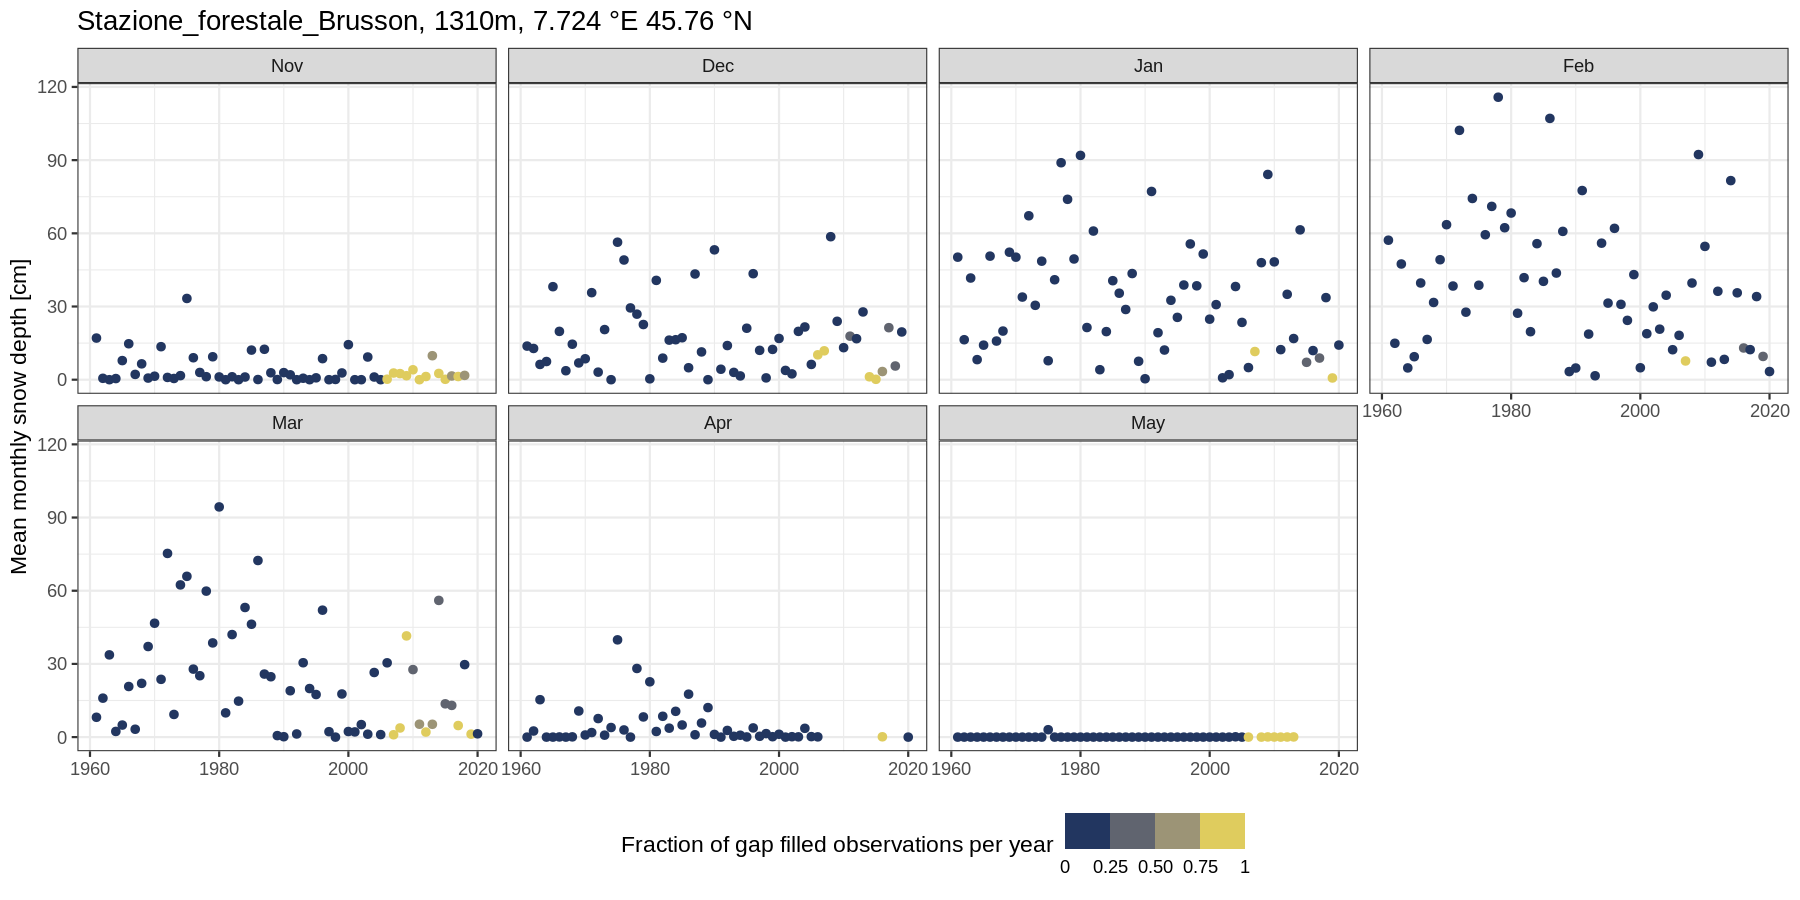 Stazione_forestale_Brusson, 1310m, 7.724 °E 45.76 °N
Nov Dec Jan Feb
120
90
60
30
0
1960 1980 2000 2020
Mean monthly snow depth [cm]
Mar Apr May
120
90
60
30
0
1960 1980 2000 2020 1960 1980 2000 2020 1960 1980 2000 2020
Fraction of gap filled observations per year
0 0.25 0.50 0.75 1